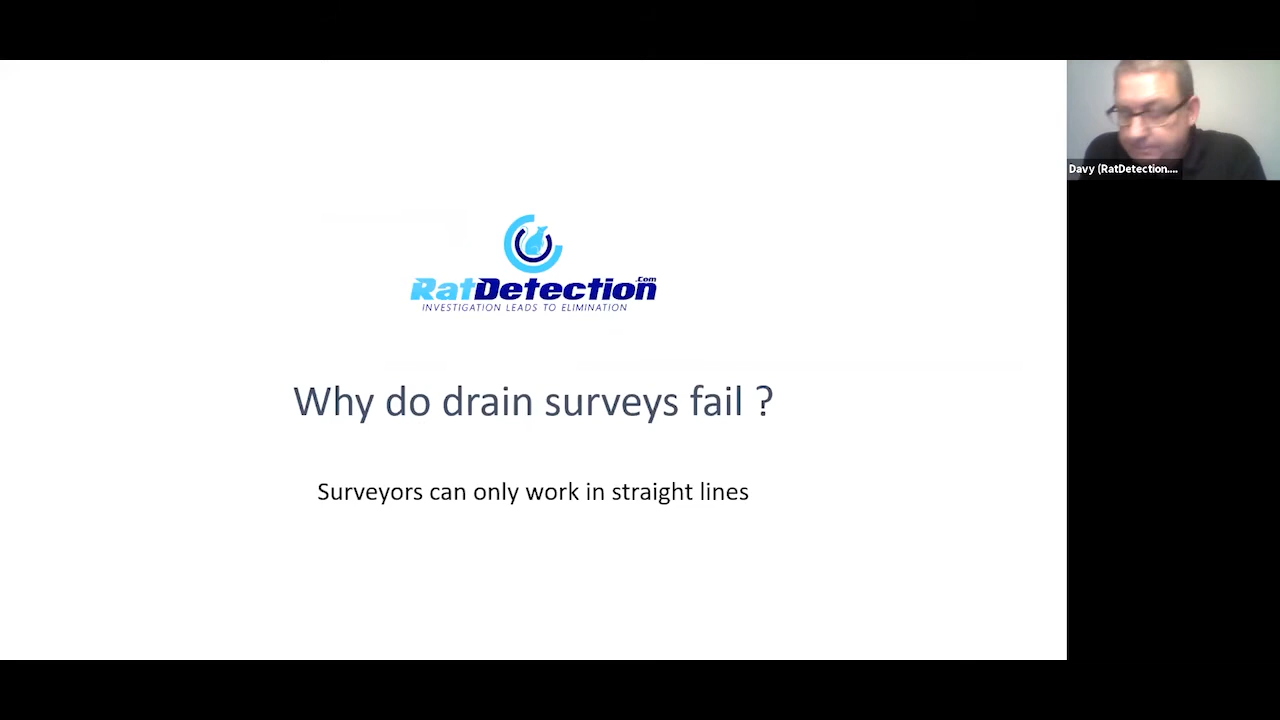 .Com
RatDetection
INVESTIGATION LEADS TO ELIMINATION
Why do drain surveys fail ?
Surveyors can only work in straight lines
Davy (RatDetection....